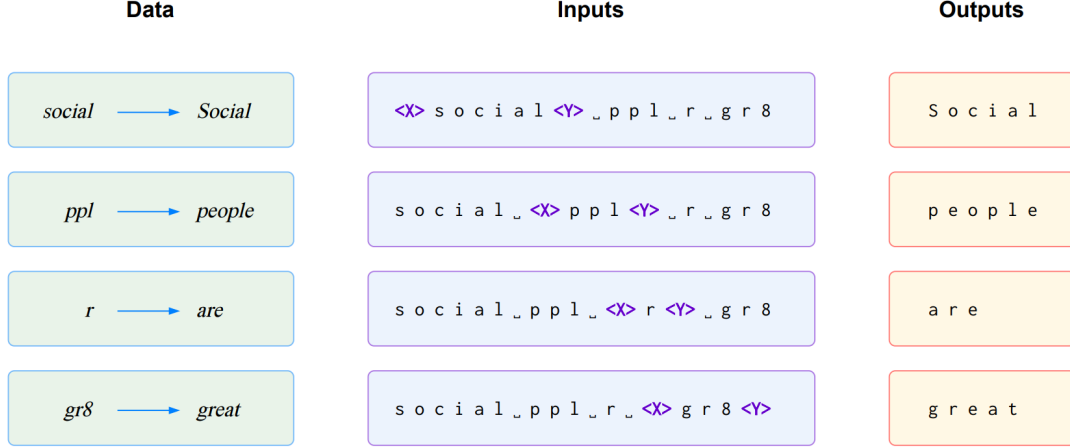 Data Inputs Outputs
social → Social <X> s o c i a l <Y> ␣ p p l ␣ r ␣ g r 8 S o c i a l
ppl → people s o c i a l ␣ <X> p p l <Y> ␣ r ␣ g r 8 p e o p l e
r → are s o c i a l ␣ p p l ␣ <X> r <Y> ␣ g r 8 a r e
gr8 → great s o c i a l ␣ p p l ␣ r ␣ <X> g r 8 <Y> g r e a t